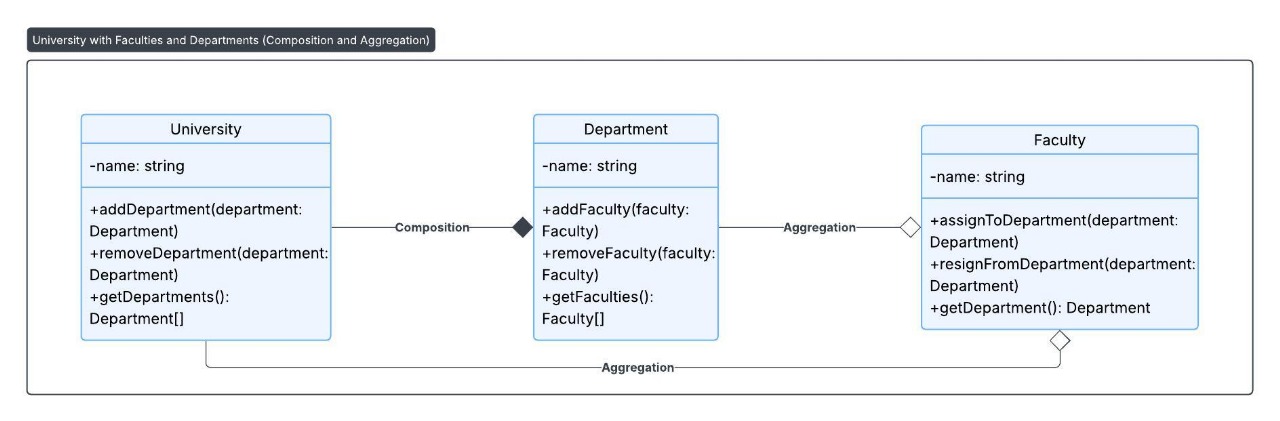 University with Faculties and Departments (Composition and Aggregation)
University
-name: string
+addDepartment(department:
Department)
+removeDepartment(department:
Department)
+getDepartments():
Department[]
Composition
Department
-name: string
+addFaculty(faculty:
Faculty)
+removeFaculty(faculty:
Faculty)
+getFaculties():
Faculty[]
Aggregation
Faculty
-name: string
+assignToDepartment(department:
Department)
+resignFromDepartment(department:
Department)
+getDepartment(): Department
Aggregation